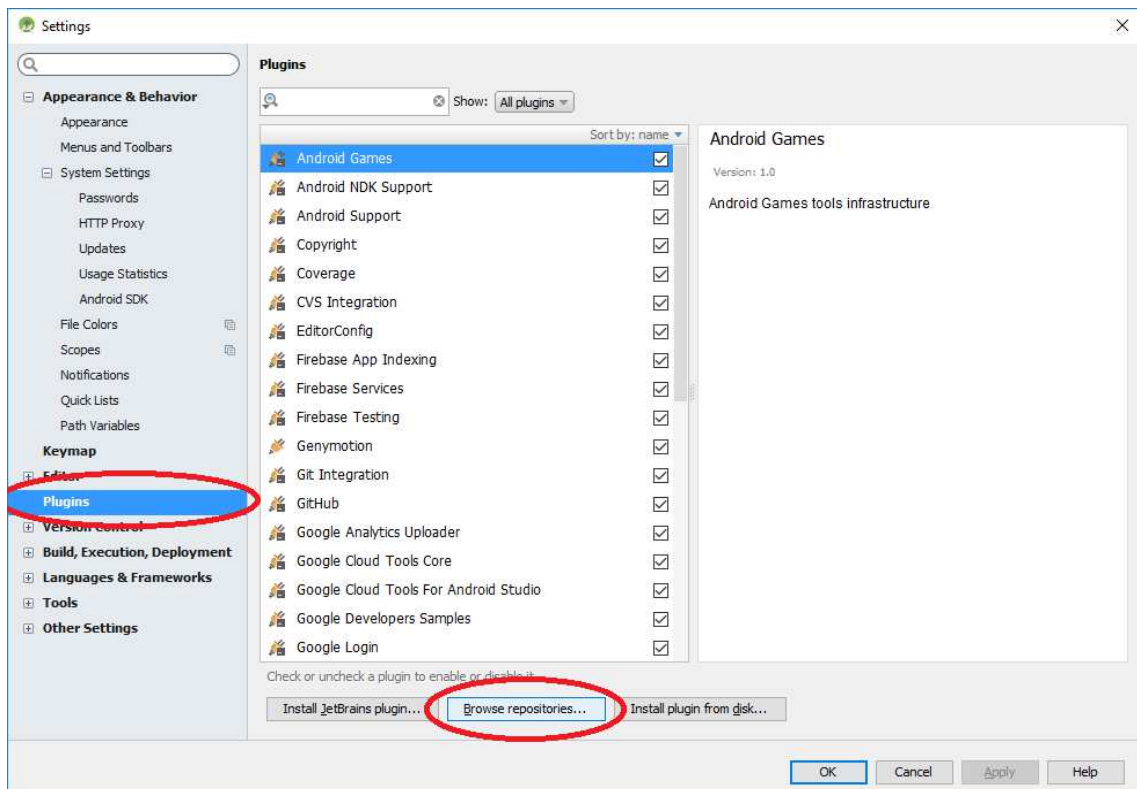 Settings
Appearance & Behavior
Appearance
Menus and Toolbars
System Settings
Passwords
HTTP Proxy
Updates
Usage Statistics
Android SDK
File Colors
Scopes
Notifications
Quick Lists
Path Variables
Keymap
Editor
Plugins
Version Control
Build, Execution, Deployment
Languages & Frameworks
Tools
Other Settings
Plugins
Show: All plugins
Sort by: name
Android Games
Android NDK Support
Android Support
Copyright
Coverage
CVS Integration
EditorConfig
Firebase App Indexing
Firebase Services
Firebase Testing
Genymotion
Git Integration
GitHub
Google Analytics Uploader
Google Cloud Tools Core
Google Cloud Tools For Android Studio
Google Developers Samples
Google Login
Check or uncheck a plugin to enable or disable it.
Install JetBrains plugin... Browse repositories... Install plugin from disk...
Android Games
Version: 1.0
Android Games tools infrastructure
OK Cancel Apply Help